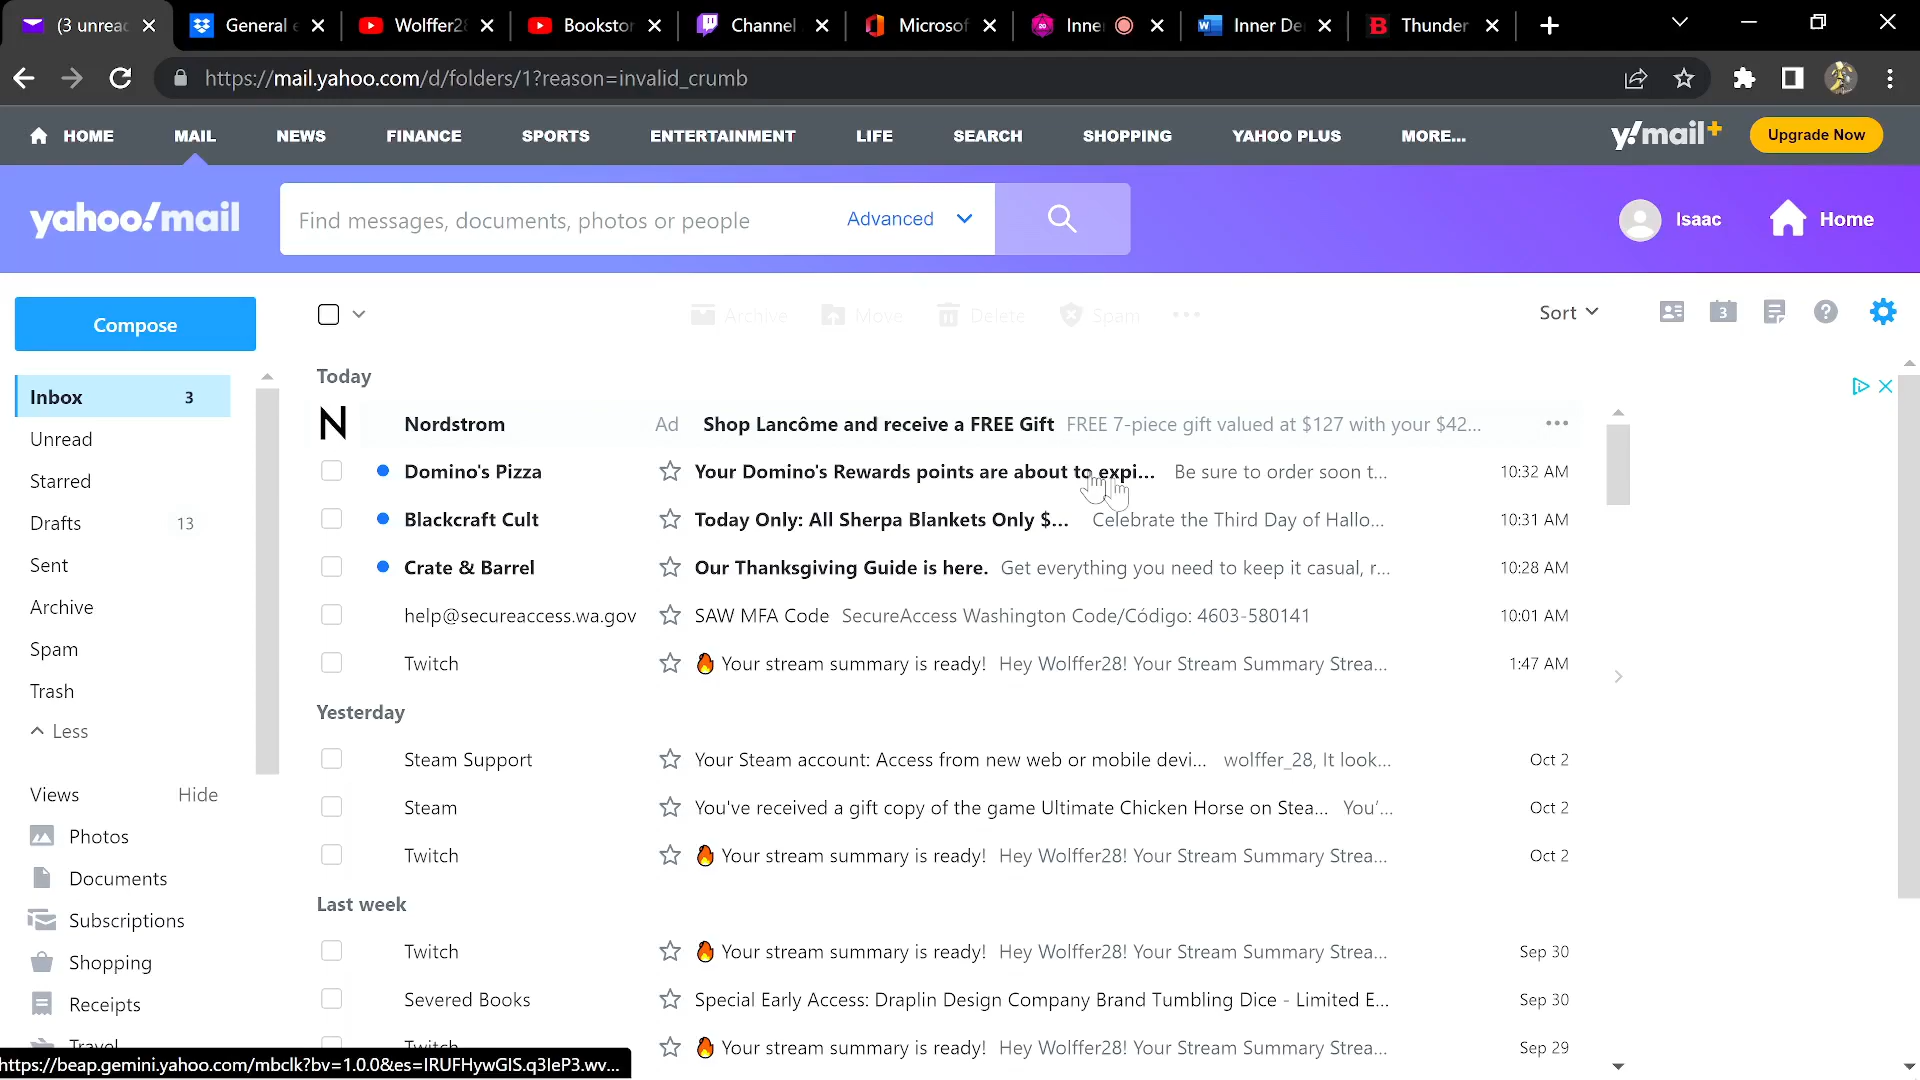 (3 unrea
General e
Wolffer28
Bookstor
Channel
Microsof
Inne
Inner De
Thunder
https://mail.yahoo.com/d/folders/1?reason=invalid_crumb
HOME MAIL NEWS FINANCE SPORTS ENTERTAINMENT LIFE SEARCH SHOPPING YAHOO PLUS MORE... y!mail+ Upgrade Now
yahoo!mail Find messages, documents, photos or people Advanced Isaac Home
Compose
Archive Move Delete Spam Sort 3
Inbox 3
Unread
Starred
Drafts 13
Sent
Archive
Spam
Trash
Less
Views Hide
Photos
Documents
Subscriptions
Shopping
Receipts
Travel
Today
N Nordstrom Ad Shop Lancôme and receive a FREE Gift FREE 7-piece gift valued at $127 with your $42...
Domino's Pizza Your Domino's Rewards points are about to expi... Be sure to order soon t... 10:32 AM
Blackcraft Cult Today Only: All Sherpa Blankets Only $... Celebrate the Third Day of Hallo... 10:31 AM
Crate & Barrel Our Thanksgiving Guide is here. Get everything you need to keep it casual, r... 10:28 AM
help@secureaccess.wa.gov SAW MFA Code SecureAccess Washington Code/Código: 4603-580141 10:01 AM
Twitch 🔥 Your stream summary is ready! Hey Wolffer28! Your Stream Summary Strea... 1:47 AM
Yesterday
Steam Support Your Steam account: Access from new web or mobile devi... wolffer_28, It look... Oct 2
Steam You've received a gift copy of the game Ultimate Chicken Horse on Stea... You'... Oct 2
Twitch 🔥 Your stream summary is ready! Hey Wolffer28! Your Stream Summary Strea... Oct 2
Last week
Twitch 🔥 Your stream summary is ready! Hey Wolffer28! Your Stream Summary Strea... Sep 30
Severed Books Special Early Access: Draplin Design Company Brand Tumbling Dice - Limited E... Sep 30
Twitch 🔥 Your stream summary is ready! Hey Wolffer28! Your Stream Summary Strea... Sep 29
https://beap.gemini.yahoo.com/mbclk?bv=1.0.0&es=IRUFHywGIS.q3IeP3.wv...